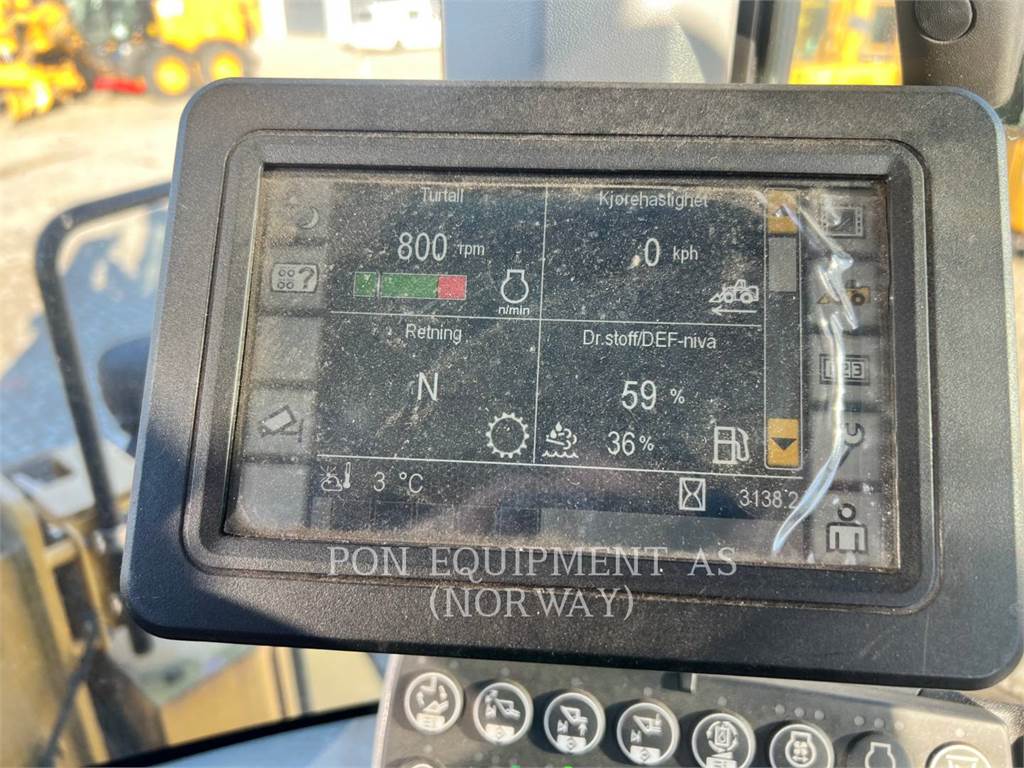 Turtall
Kjørehastighet
800 rpm
0 kph
n/min
Retning
Dr.stoff/DEF-nivå
N
59 %
36%
3 °C
3138.2
PON EQUIPMENT AS
(NORWAY)